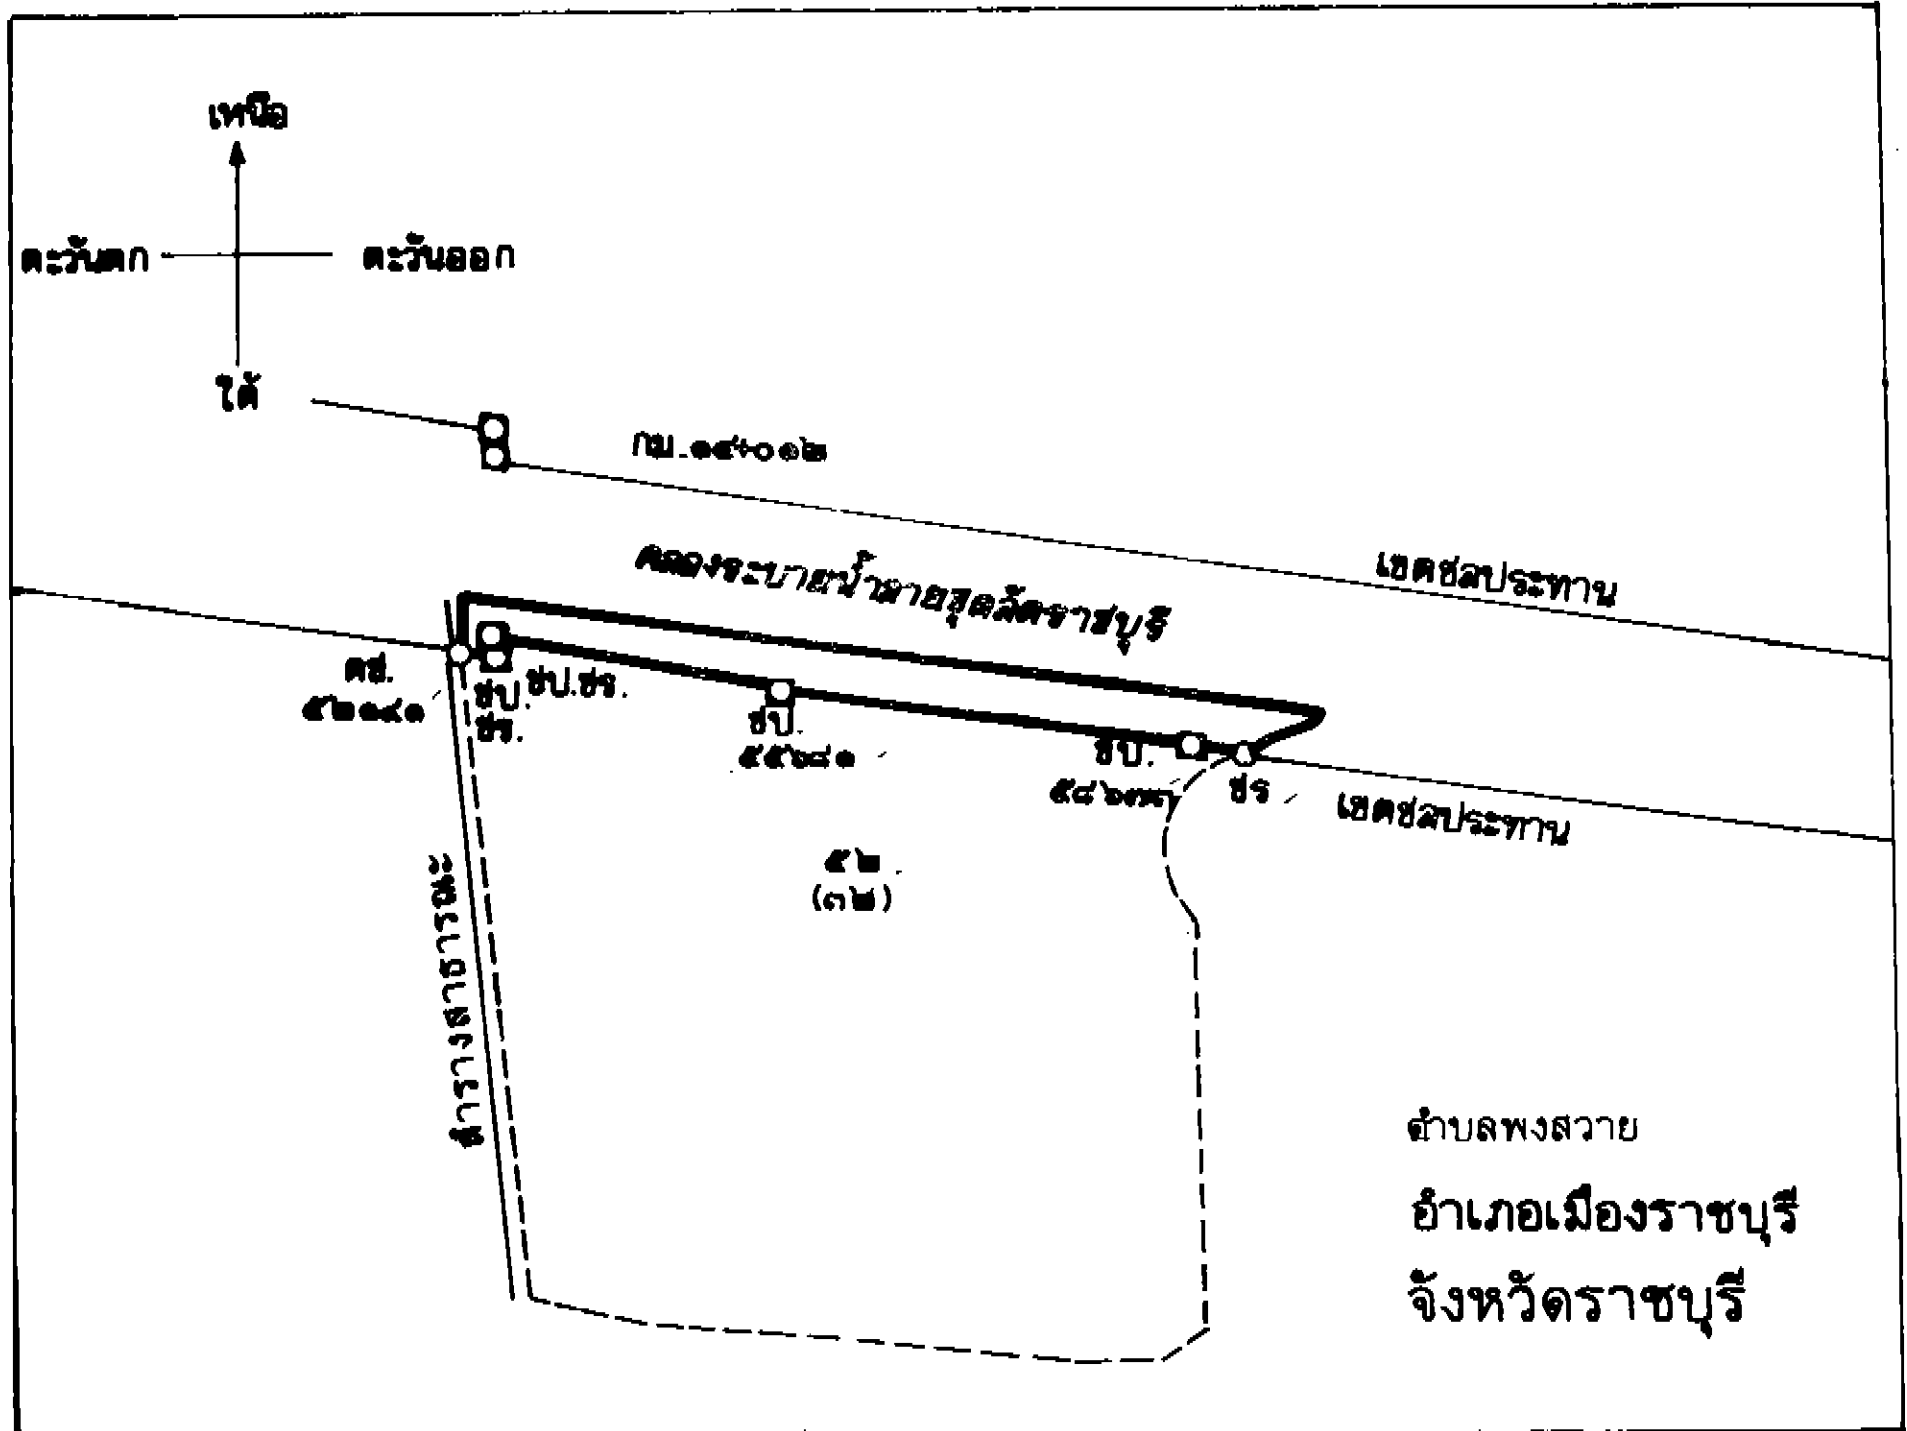 เหนือ
ตะวันตก
ตะวันออก
ใต้
กม.๑๔+๐๑๒
เขตชลประทาน
คลองระบายน้ำสายขุดลัดราชบุรี
ชป.
ชร.
ชป.ชร.
ชป.
ชป.
ชร
เขตชลประทาน
๕๒
(๓๒)
ลำรางสาธารณะ
ตำบลพงสวาย
อำเภอเมืองราชบุรี
จังหวัดราชบุรี